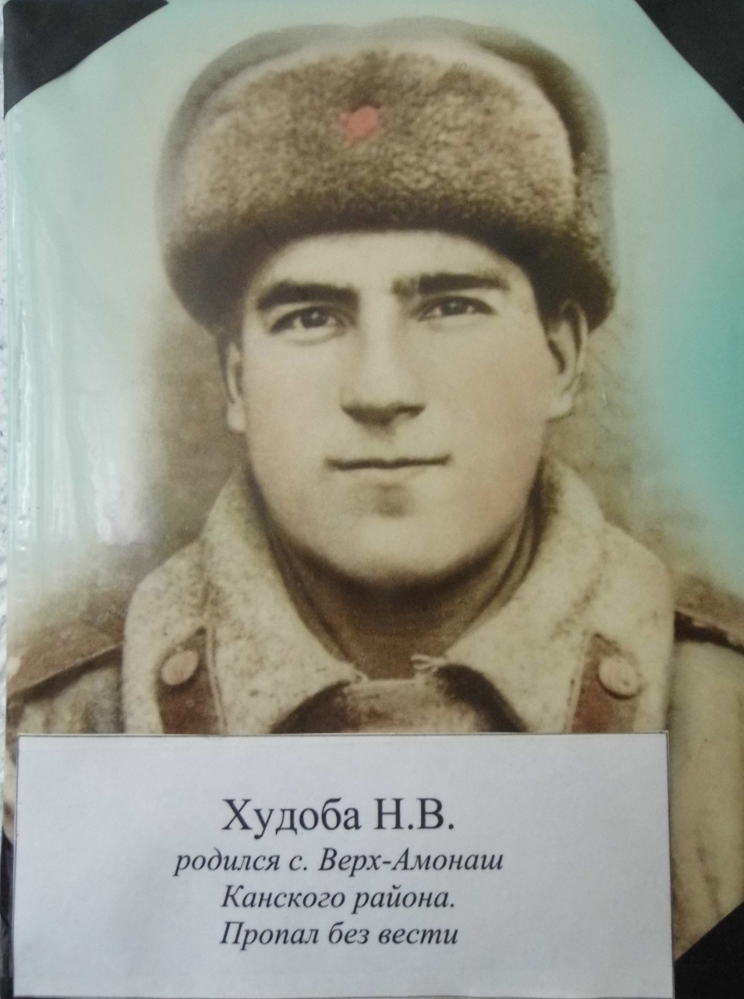 Худоба Н.В.
родился с. Верх-Амонаш
Канского района.
Пропал без вести